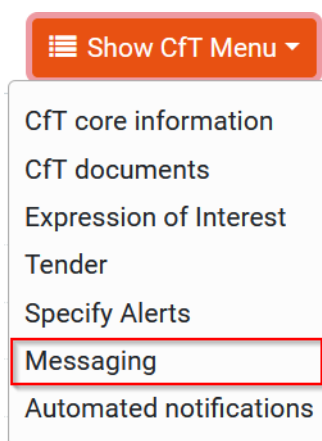 Show CfT Menu
CfT core information
CfT documents
Expression of Interest
Tender
Specify Alerts
Messaging
Automated notifications